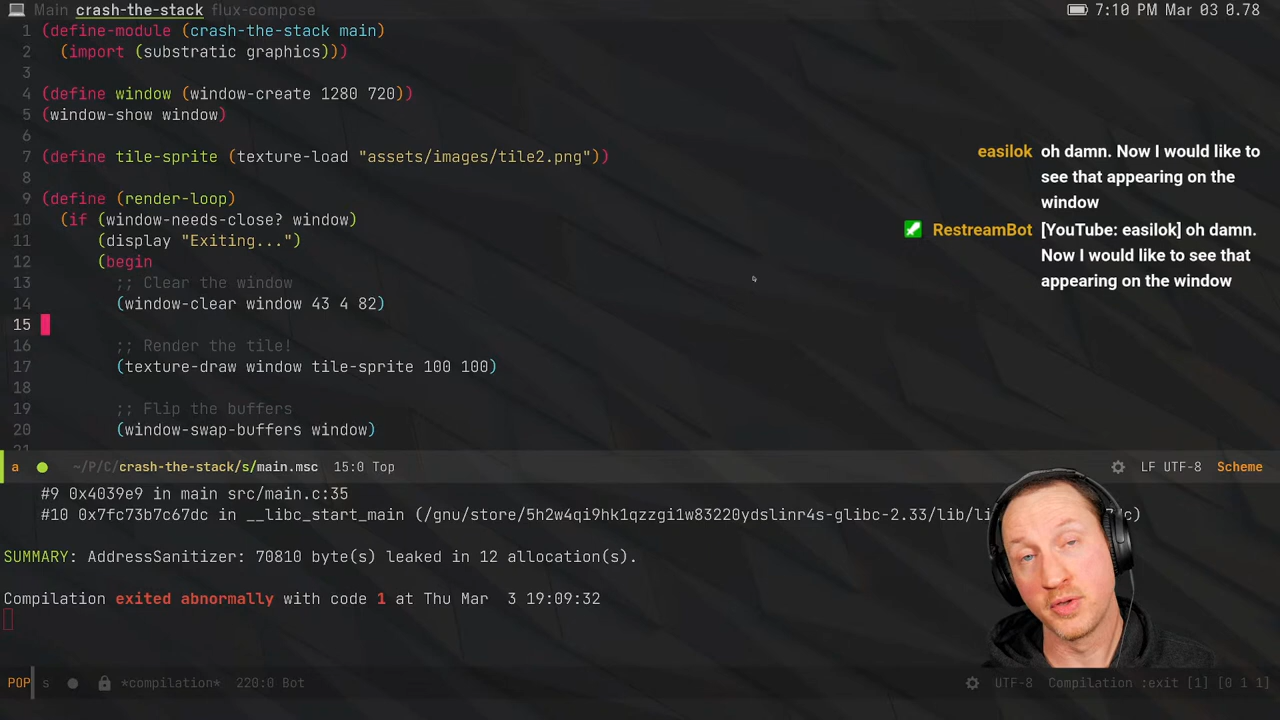 Main crash-the-stack flux-compose
7:10 PM Mar 03 0.78
1 (define-module (crash-the-stack main)
2 (import (substratic graphics)))
3
4 (define window (window-create 1280 720))
5 (window-show window)
6
7 (define tile-sprite (texture-load "assets/images/tile2.png"))
8
9 (define (render-loop)
10 (if (window-needs-close? window)
11 (display "Exiting...")
12 (begin
13 ;; Clear the window
14 (window-clear window 43 4 82)
15
16 ;; Render the tile!
17 (texture-draw window tile-sprite 100 100)
18
19 ;; Flip the buffers
20 (window-swap-buffers window)
21
easilok oh damn. Now I would like to
see that appearing on the
window
RestreamBot [YouTube: easilok] oh damn.
Now I would like to see that
appearing on the window
a ~/P/C/crash-the-stack/s/main.msc 15:0 Top LF UTF-8 Scheme
#9 0x4039e9 in main src/main.c:35
#10 0x7fc73b7c67dc in __libc_start_main (/gnu/store/5h2w4qi9hk1qzzgi1w83220ydslinr4s-glibc-2.33/lib/
SUMMARY: AddressSanitizer: 70810 byte(s) leaked in 12 allocation(s).
Compilation exited abnormally with code 1 at Thu Mar 3 19:09:32
POP s *compilation* 220:0 Bot UTF-8 Compilation :exit [1] [0 1 1]